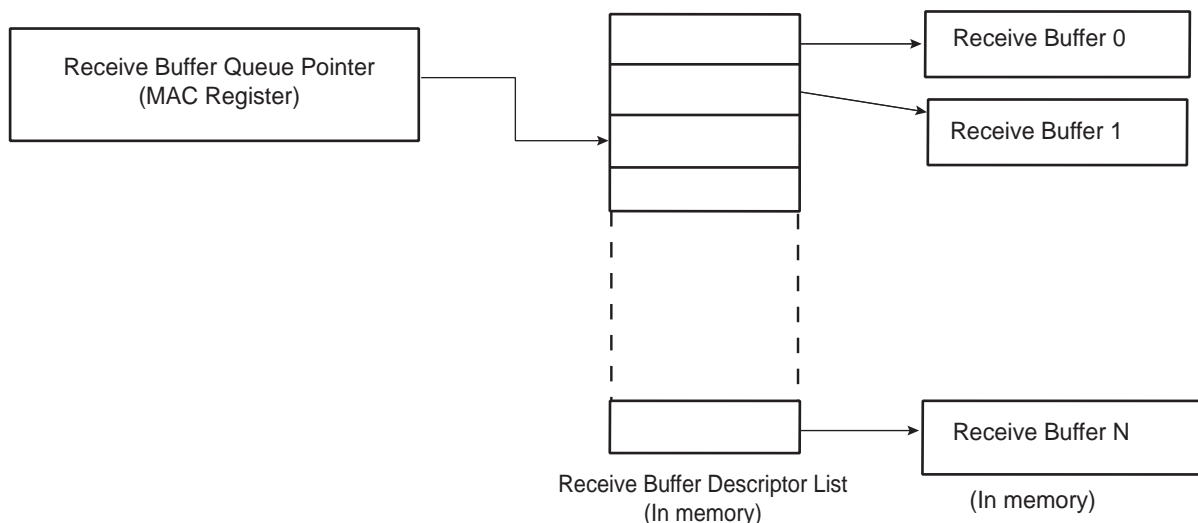 Receive Buffer Queue Pointer
(MAC Register)
Receive Buffer 0
Receive Buffer 1
Receive Buffer N
Receive Buffer Descriptor List
(In memory)
(In memory)